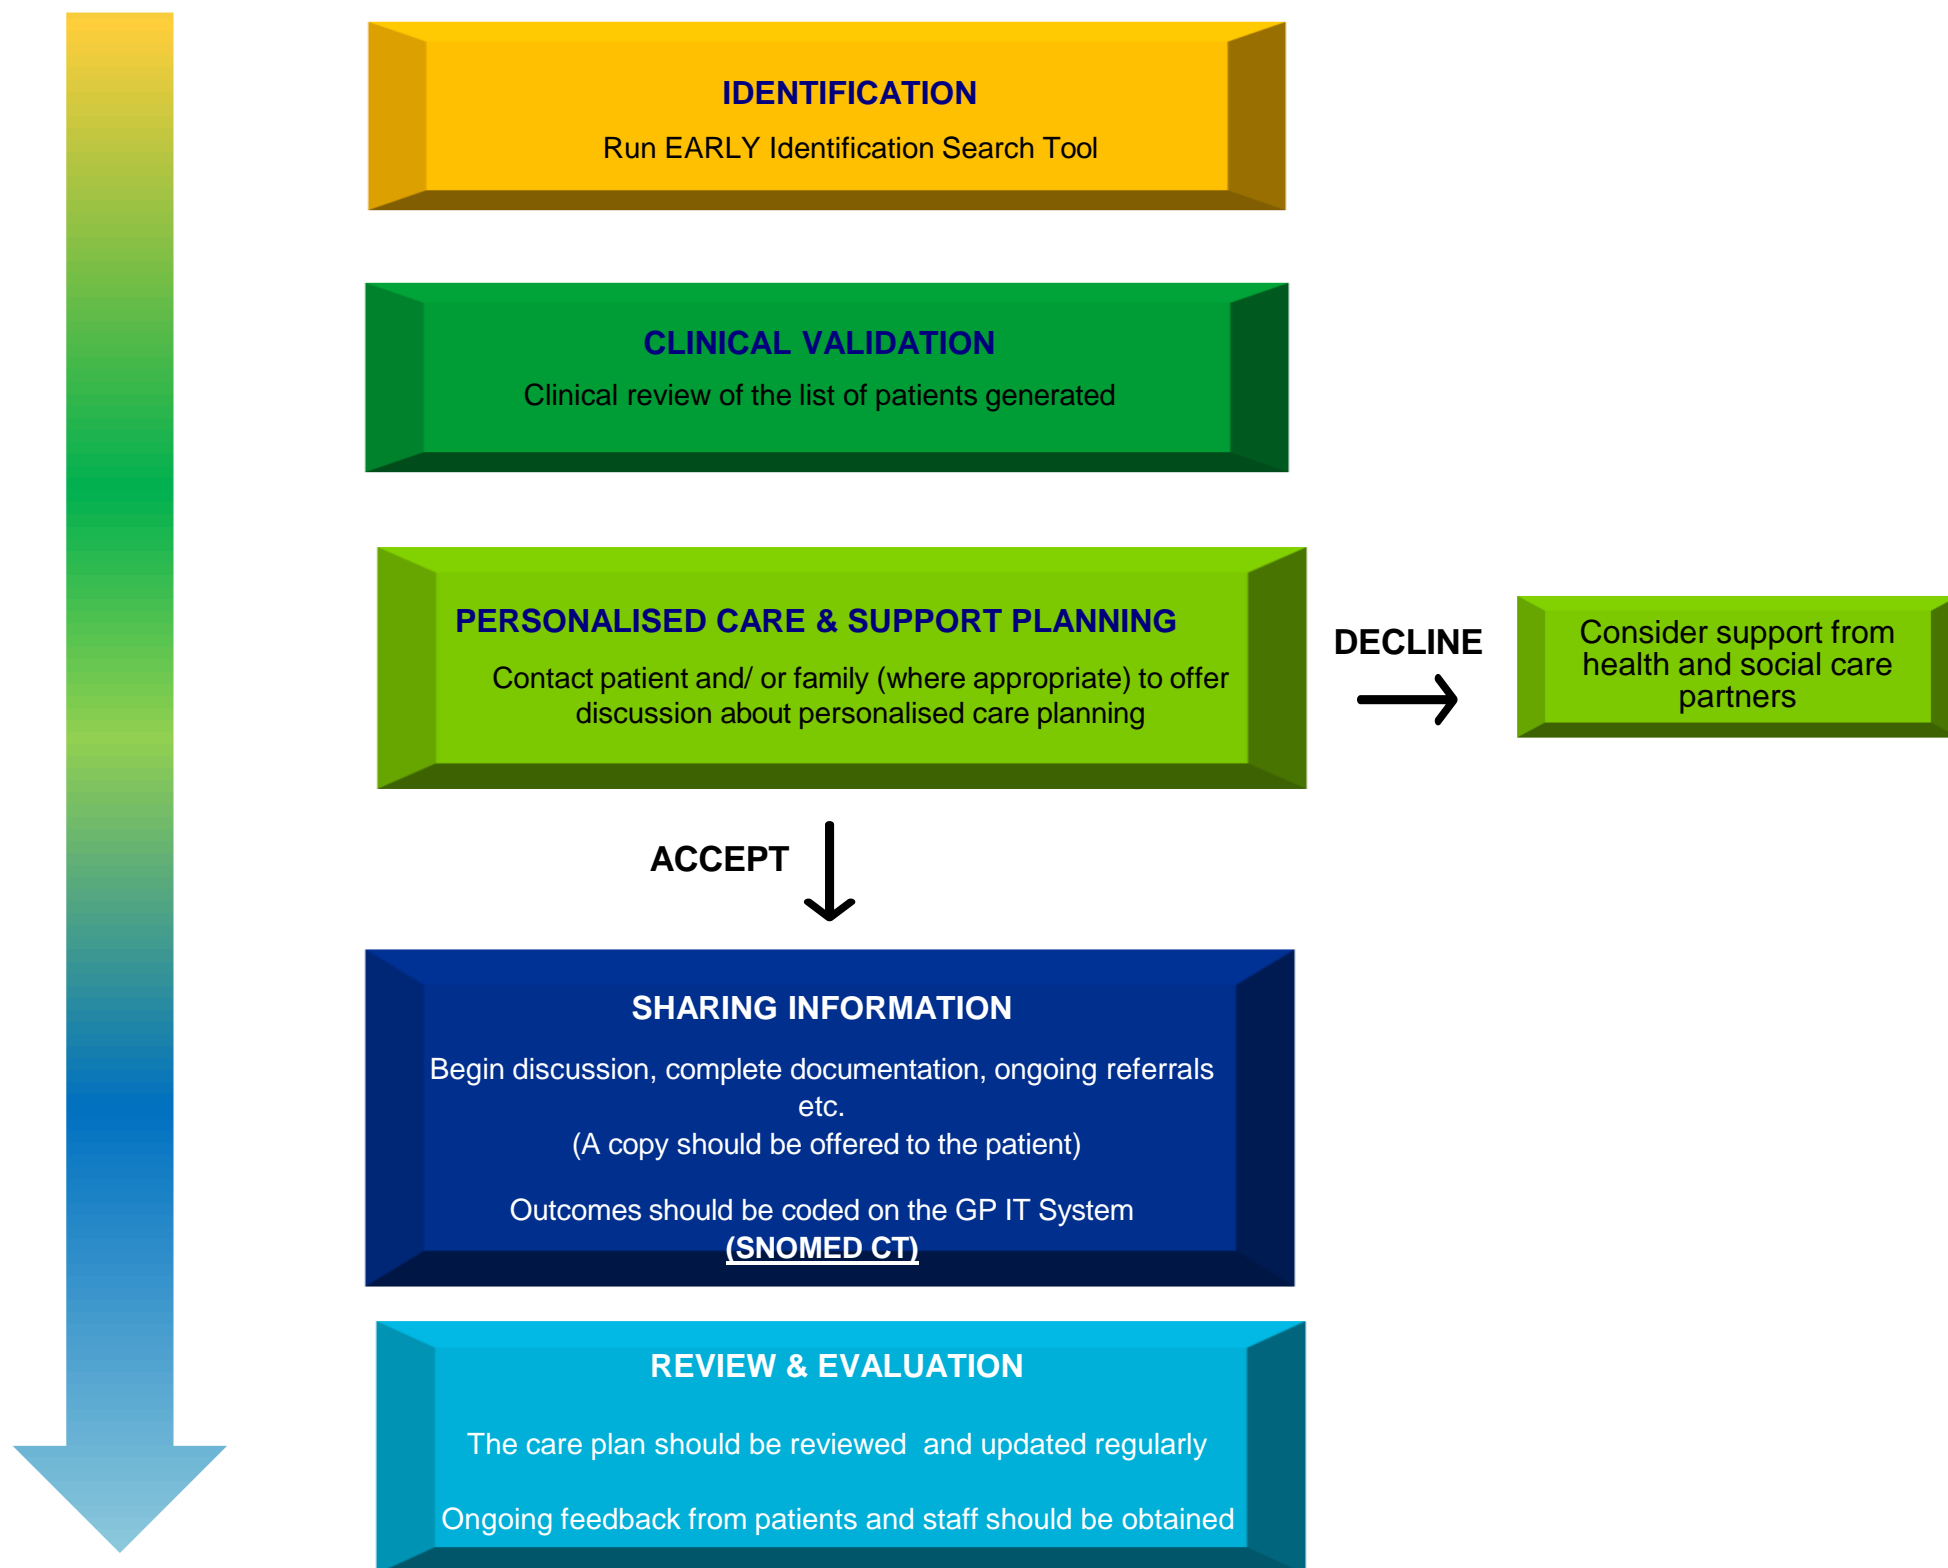 IDENTIFICATION
Run EARLY Identification Search Tool
CLINICAL VALIDATION
Clinical review of the list of patients generated
PERSONALISED CARE & SUPPORT PLANNING
Contact patient and/ or family (where appropriate) to offer
discussion about personalised care planning
DECLINE
Consider support from
health and social care
partners
ACCEPT
SHARING INFORMATION
Begin discussion, complete documentation, ongoing referrals
etc.
(A copy should be offered to the patient)
Outcomes should be coded on the GP IT System
(SNOMED CT)
REVIEW & EVALUATION
The care plan should be reviewed  and updated regularly
Ongoing feedback from patients and staff should be obtained